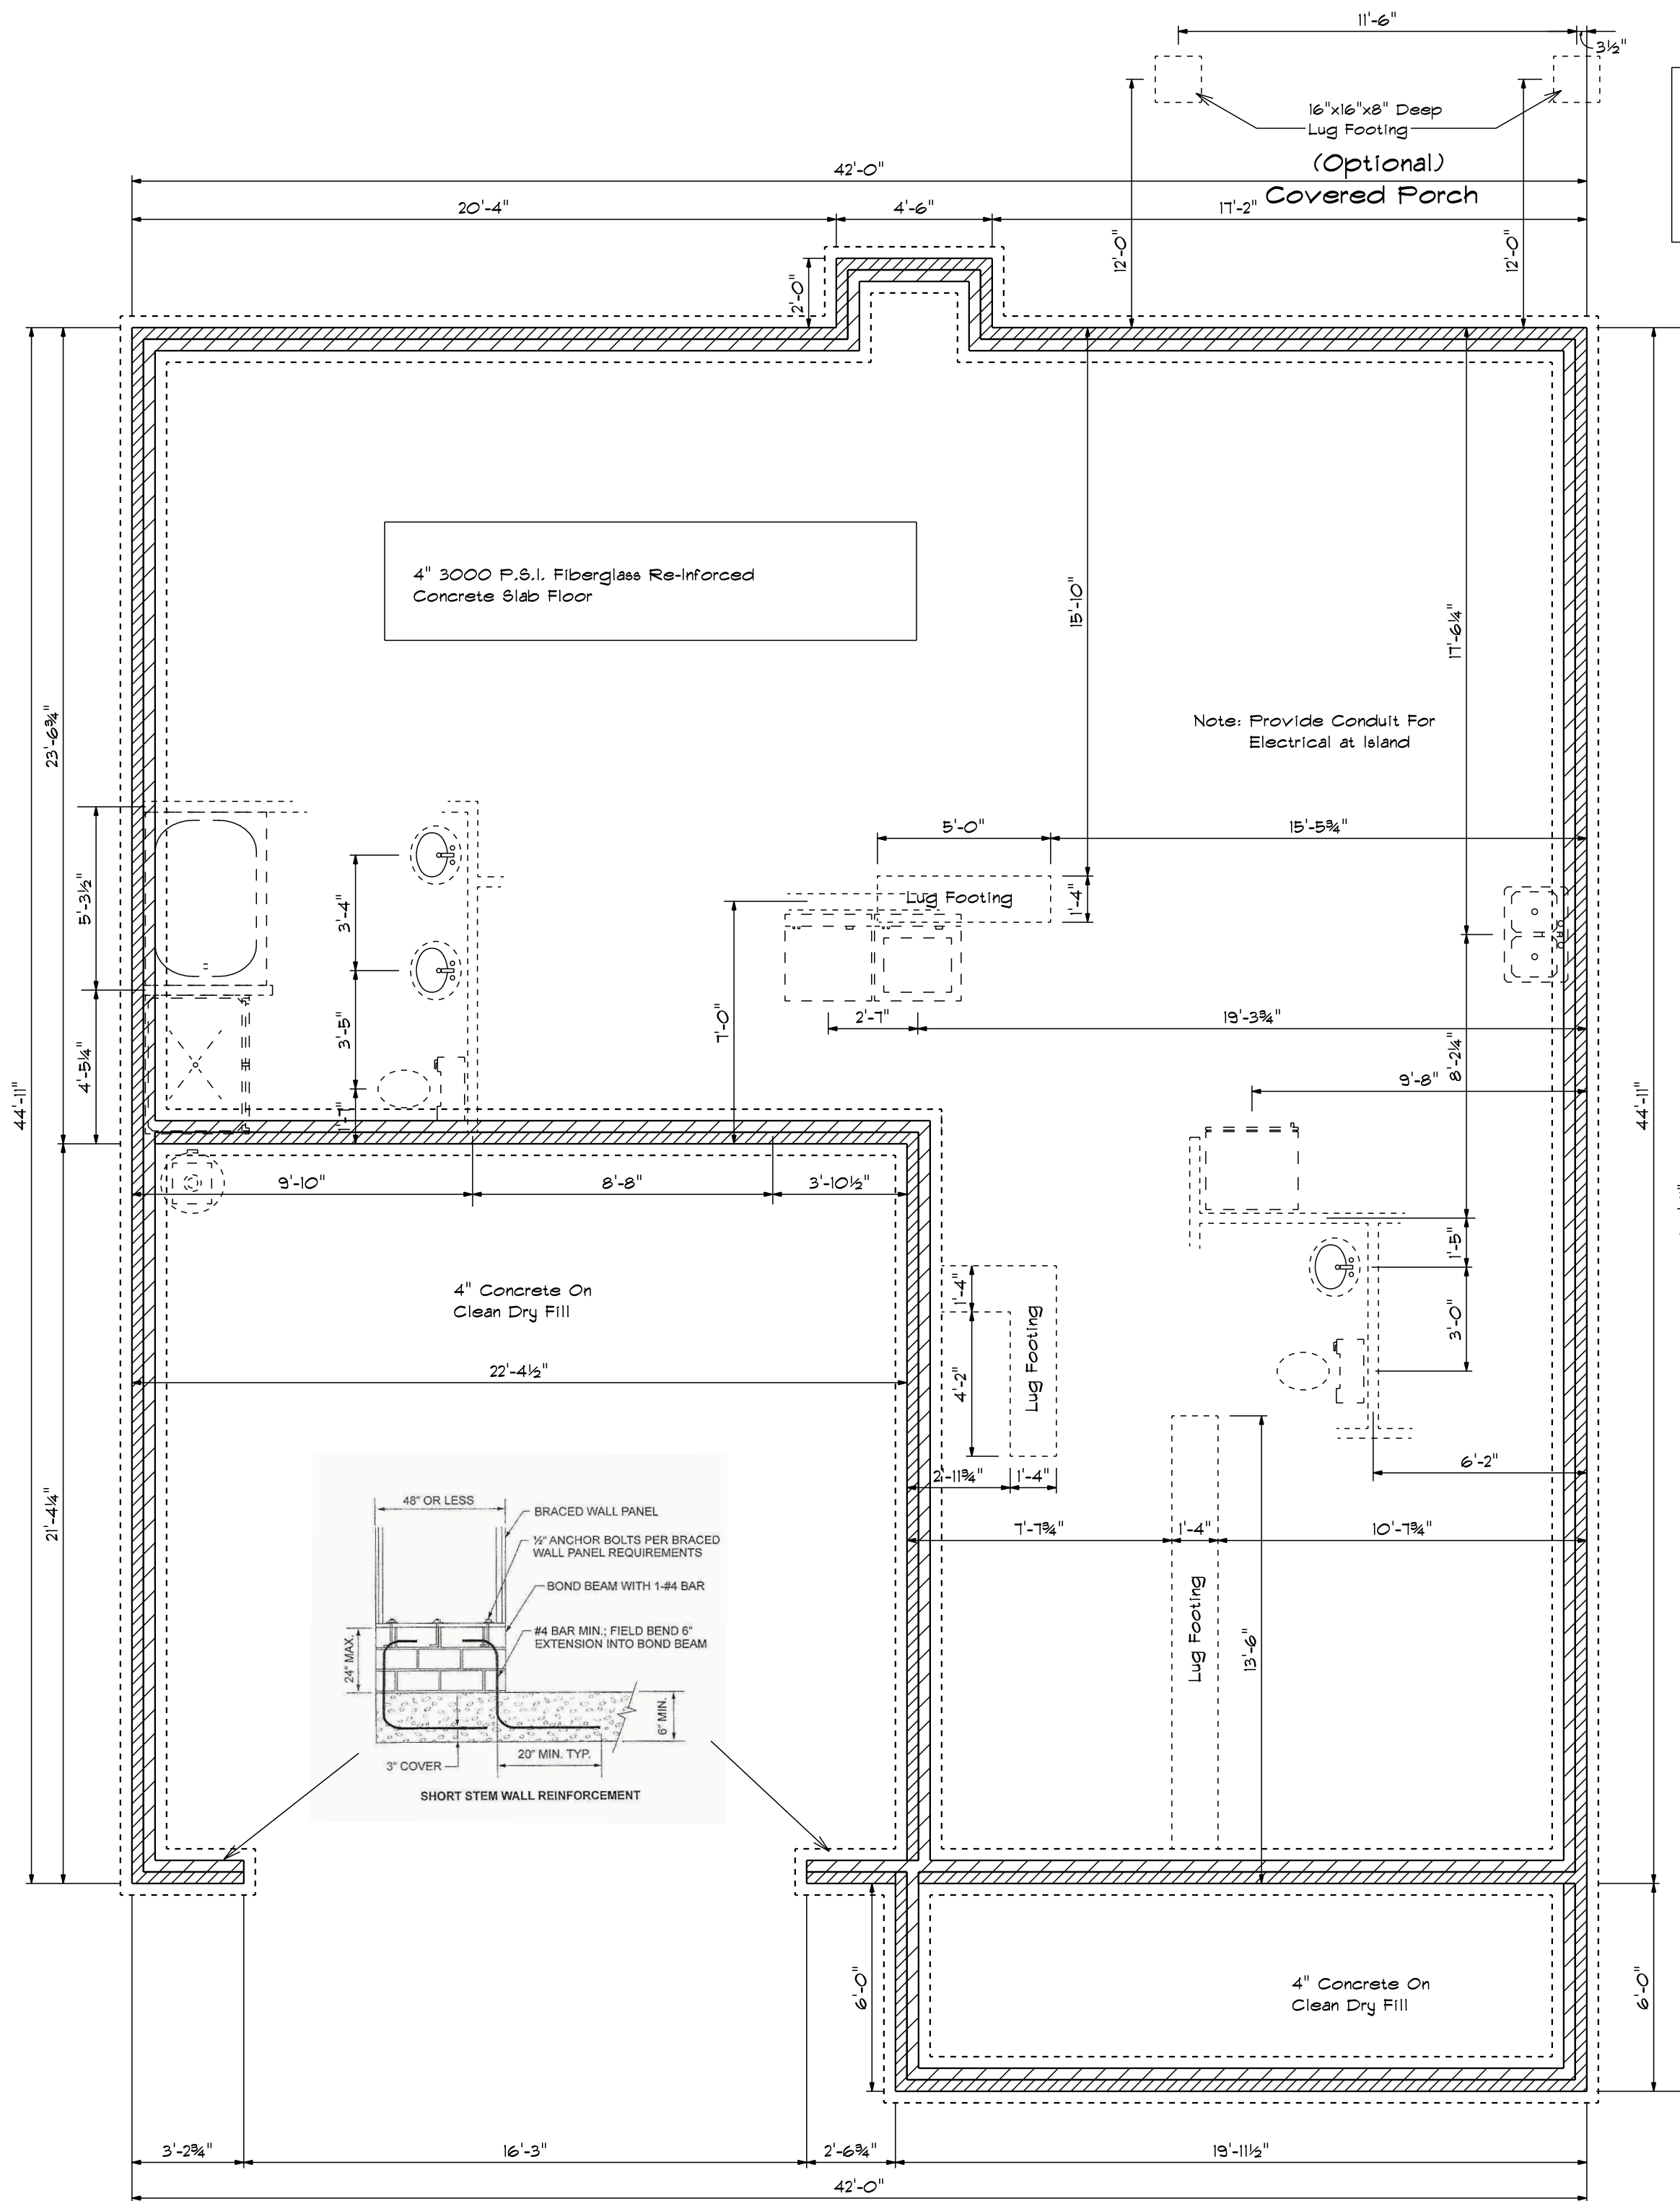 11'-6"
3½"
16"x16"x8" Deep
Lug Footing
(Optional)
Covered Porch
42'-0"
20'-4"
4'-6"
17'-2"
12'-0"
12'-0"
2'-0"
4" 3000 P.S.I. Fiberglass Re-Inforced
Concrete Slab Floor
15'-10"
17'-6¼"
23'-6¾"
Note: Provide Conduit For
Electrical at Island
5'-0"
15'-5¾"
Lug Footing
1'-4"
5'-3½"
3'-4"
3'-5"
7'-0"
2'-7"
19'-3¾"
4'-5¼"
1'-7"
8'-2¼"
9'-8"
44'-11"
44'-11"
9'-10"
8'-8"
3'-10½"
4" Concrete On
Clean Dry Fill
1'-4"
Lug Footing
4'-2"
1'-5"
3'-0"
22'-4½"
2'-11¾"
1'-4"
6'-2"
21'-4¼"
7'-7¾"
1'-4"
10'-7¾"
Lug Footing
13'-6"
48" OR LESS
BRACED WALL PANEL
½" ANCHOR BOLTS PER BRACED
WALL PANEL REQUIREMENTS
BOND BEAM WITH 1-#4 BAR
#4 BAR MIN.; FIELD BEND 6"
EXTENSION INTO BOND BEAM
24" MAX.
6" MIN.
20" MIN. TYP.
3" COVER
SHORT STEM WALL REINFORCEMENT
6'-0"
4" Concrete On
Clean Dry Fill
6'-0"
3'-2¾"
16'-3"
2'-6¾"
19'-11½"
42'-0"